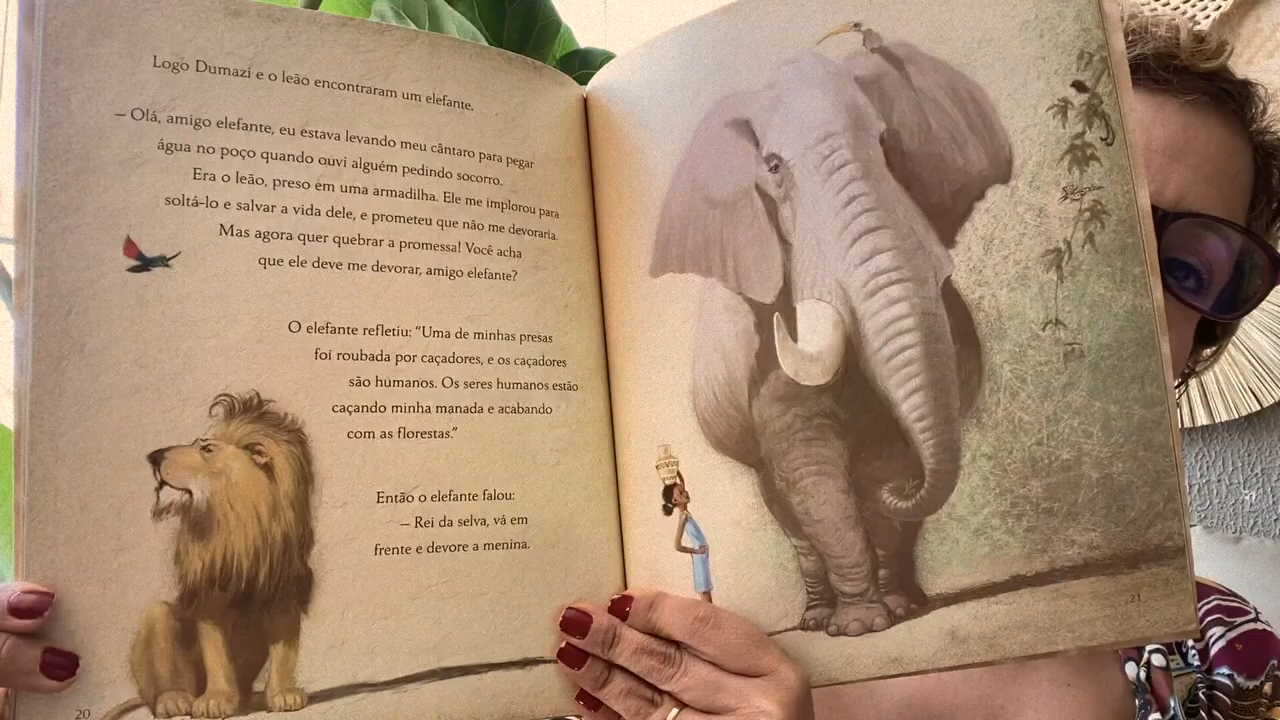 Logo Dumazi e o leão encontraram um elefante.
– Olá, amigo elefante, eu estava levando meu cântaro para pegar
água no poço quando ouvi alguém pedindo socorro.
Era o leão, preso em uma armadilha. Ele me implorou para
soltá-lo e salvar a vida dele, e prometeu que não me devoraria.
Mas agora quer quebrar a promessa! Você acha
que ele deve me devorar, amigo elefante?
O elefante refletiu: “Uma de minhas presas
foi roubada por caçadores, e os caçadores
são humanos. Os seres humanos estão
caçando minha manada e acabando
com as florestas.”
Então o elefante falou:
– Rei da selva, vá em
frente e devore a menina.
20
21